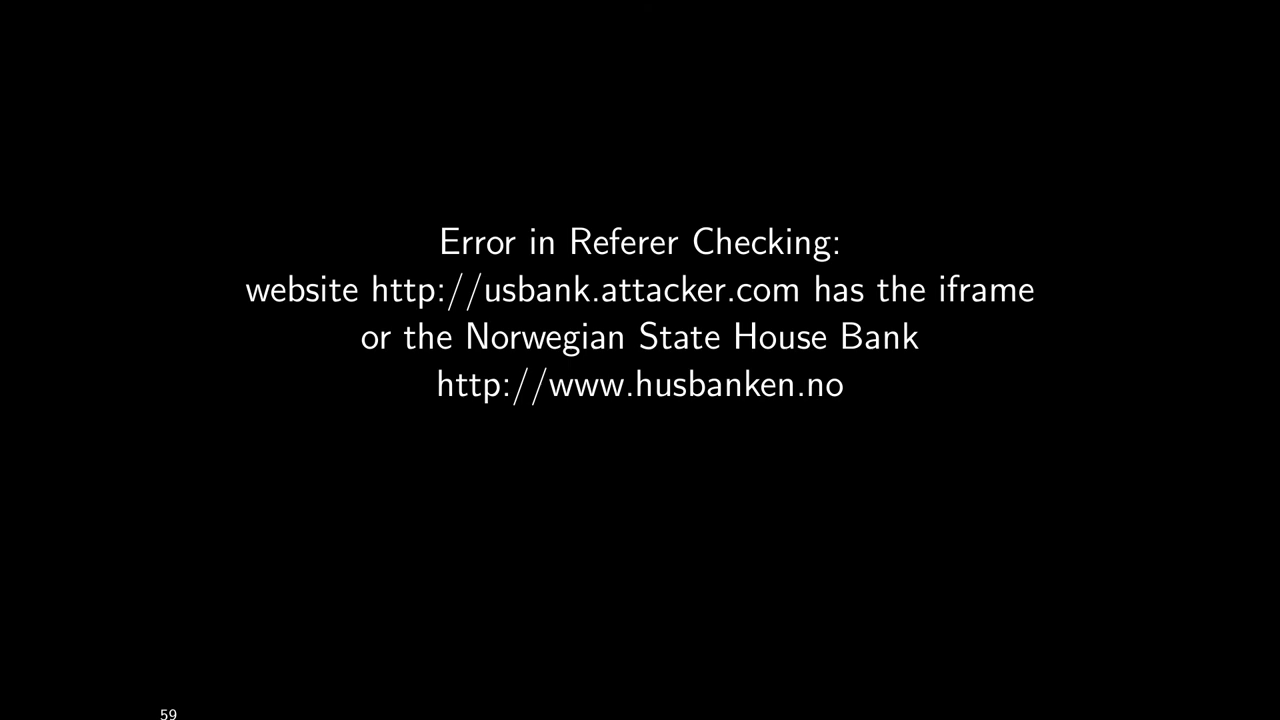 Error in Referer Checking:
website http://usbank.attacker.com has the iframe
or the Norwegian State House Bank
http://www.husbanken.no
59